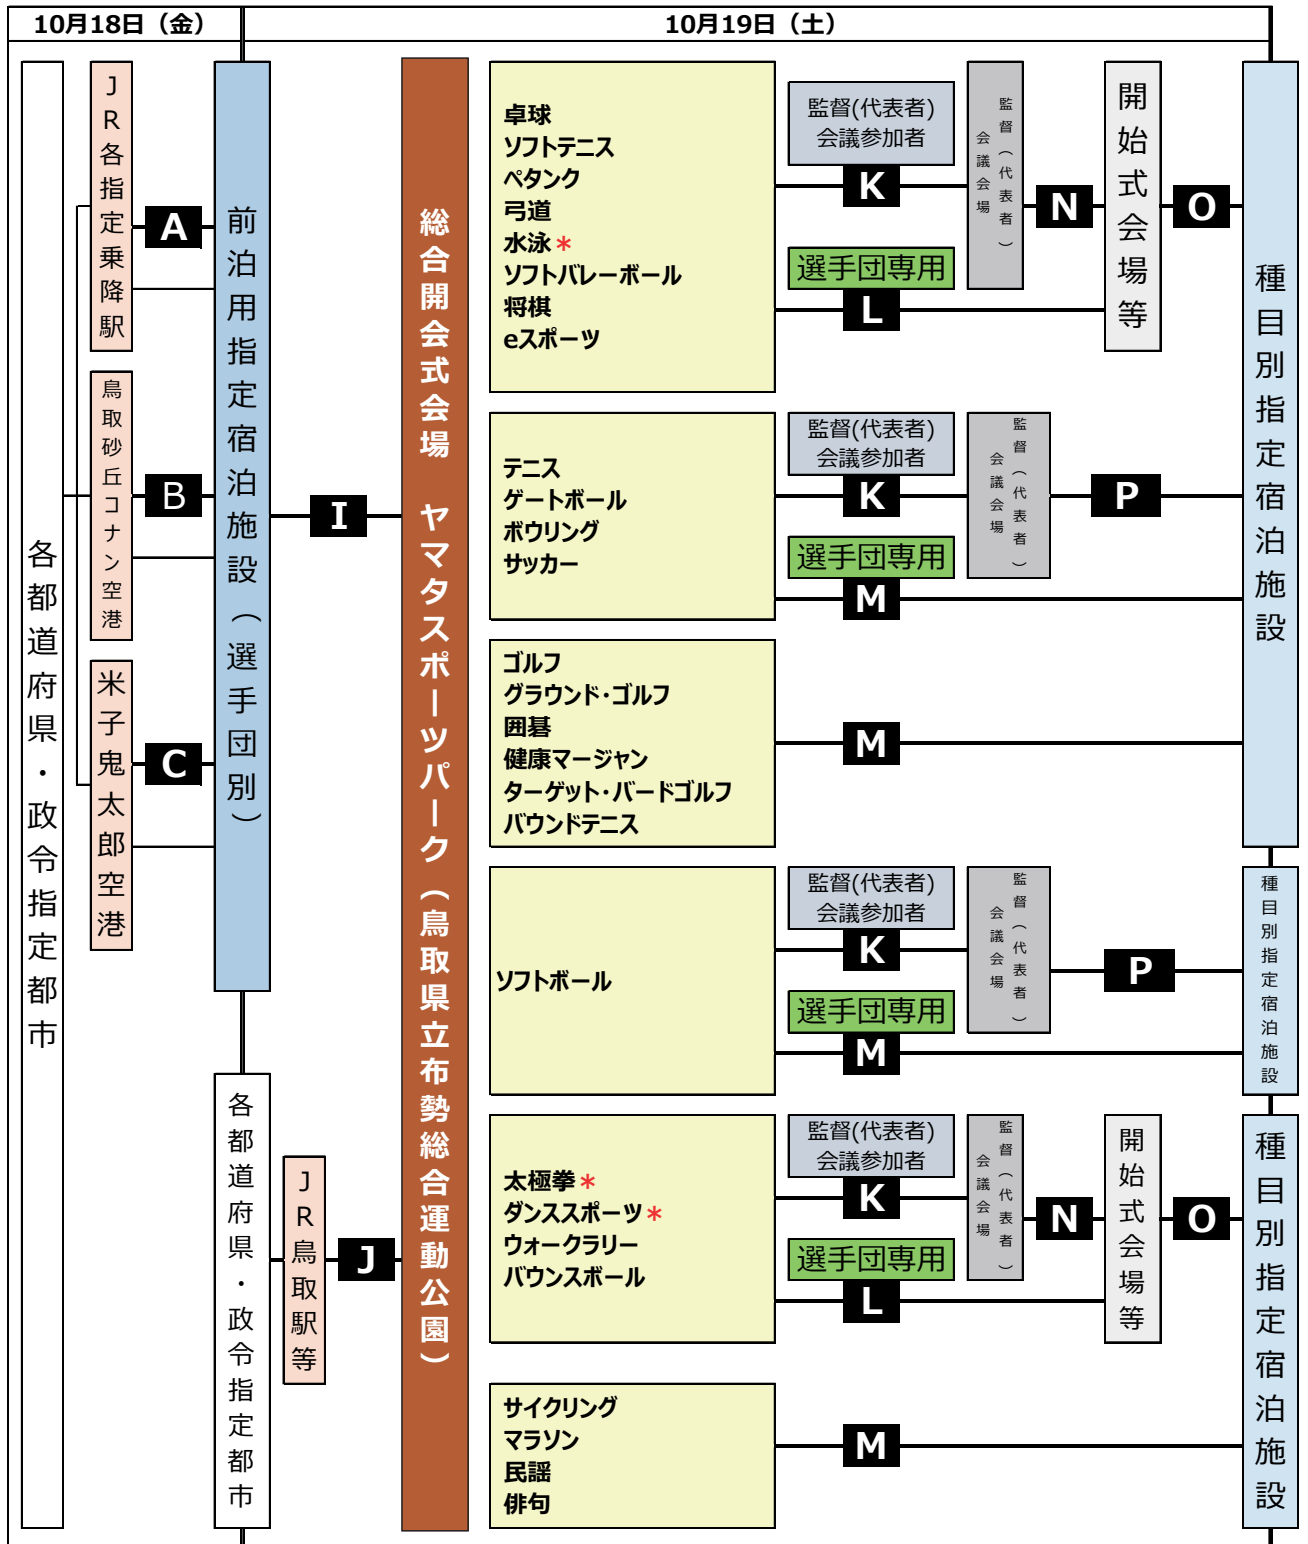 10月18日（金）
10月19日（土）
各都道府県・政令指定都市
JR各指定乗降駅
A
鳥取砂丘コナン空港
B
米子鬼太郎空港
C
前泊用指定宿泊施設（選手団別）
I
各都道府県・政令指定都市
JR鳥取駅等
J
総合開会式会場　ヤマタスポーツパーク（鳥取県立布勢総合運動公園）
卓球
ソフトテニス
ペタンク
弓道
水泳＊
ソフトバレーボール
将棋
eスポーツ
監督(代表者)
会議参加者
K
選手団専用
L
監督（代表者）
会議会場
N
開始式会場等
O
種目別指定宿泊施設
テニス
ゲートボール
ボウリング
サッカー
監督(代表者)
会議参加者
K
選手団専用
M
監督（代表者）
会議会場
P
ゴルフ
グラウンド・ゴルフ
囲碁
健康マージャン
ターゲット・バードゴルフ
バウンドテニス
M
ソフトボール
監督(代表者)
会議参加者
K
選手団専用
M
監督（代表者）
会議会場
P
種目別指定宿泊施設
太極拳＊
ダンススポーツ＊
ウォークラリー
バウンスボール
監督(代表者)
会議参加者
K
選手団専用
L
監督（代表者）
会議会場
N
開始式会場等
O
種目別指定宿泊施設
サイクリング
マラソン
民謡
俳句
M